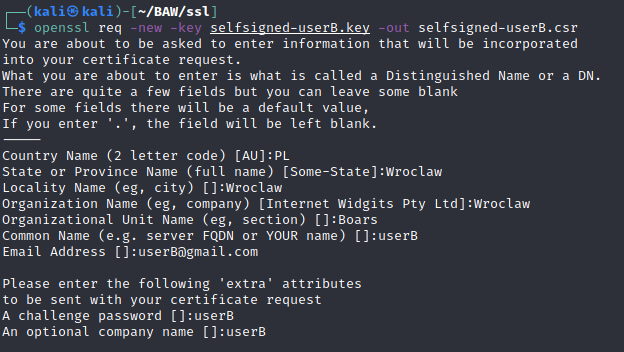 ┌──(kali㉿kali)-[~/BAW/ssl]
└─$ openssl req -new -key selfsigned-userB.key -out selfsigned-userB.csr
You are about to be asked to enter information that will be incorporated
into your certificate request.
What you are about to enter is what is called a Distinguished Name or a DN.
There are quite a few fields but you can leave some blank
For some fields there will be a default value,
If you enter '.', the field will be left blank.
-----
Country Name (2 letter code) [AU]:PL
State or Province Name (full name) [Some-State]:Wroclaw
Locality Name (eg, city) []:Wroclaw
Organization Name (eg, company) [Internet Widgits Pty Ltd]:Wroclaw
Organizational Unit Name (eg, section) []:Boars
Common Name (e.g. server FQDN or YOUR name) []:userB
Email Address []:userB@gmail.com

Please enter the following 'extra' attributes
to be sent with your certificate request
A challenge password []:userB
An optional company name []:userB